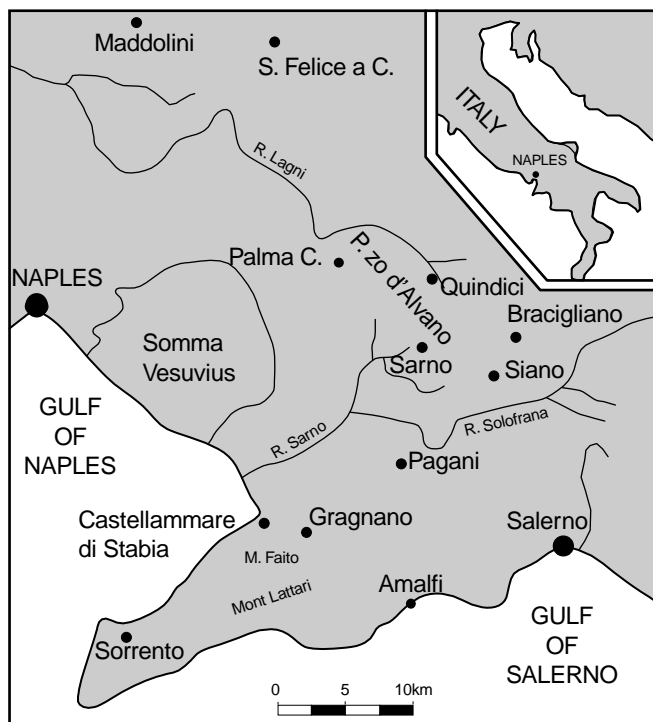 Maddolini
S. Felice a C.
ITALY
NAPLES
R. Lagni
Palma C.
P. zo d'Alvano
Quindici
NAPLES
Bracigliano
Somma
Vesuvius
Sarno
Siano
GULF
OF
NAPLES
R. Sarno
R. Solofrana
Pagani
Castellammare
di Stabia
Gragnano
Salerno
M. Faito
Mont Lattari
Amalfi
Sorrento
GULF
OF
SALERNO
0 5 10km